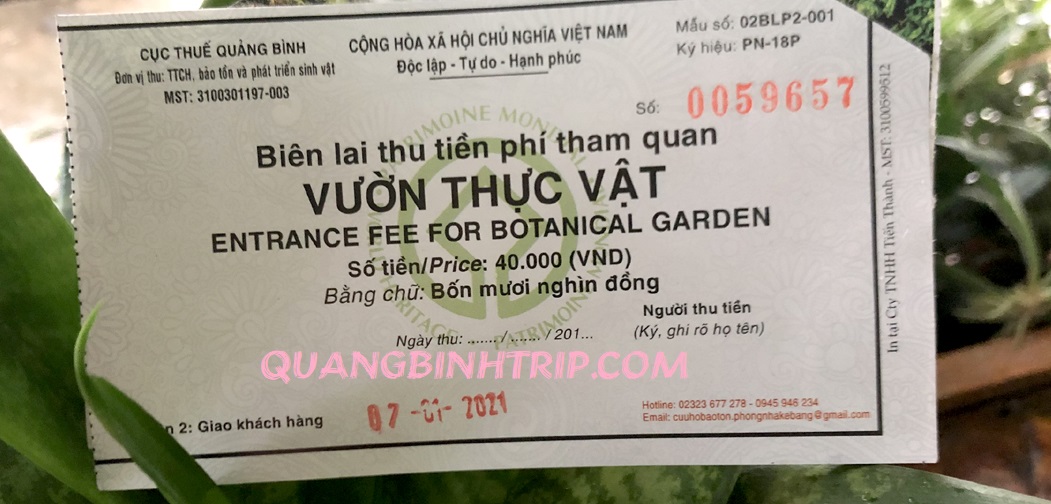 CỤC THUẾ QUẢNG BÌNH
Đơn vị thu: TTCH, bảo tồn và phát triển sinh vật
MST: 3100301197-003
CỘNG HÒA XÃ HỘI CHỦ NGHĨA VIỆT NAM
Độc lập - Tự do - Hạnh phúc
Mẫu số: 02BLP2-001
Ký hiệu: PN-18P
Số: 0059657
Biên lai thu tiền phí tham quan
VƯỜN THỰC VẬT
ENTRANCE FEE FOR BOTANICAL GARDEN
Số tiền/Price: 40.000 (VND)
Bằng chữ: Bốn mươi nghìn đồng
Người thu tiền
(Ký, ghi rõ họ tên)
Ngày thu: ....... / ....... / 201...
QUANGBINHTRIP.COM
07-01-2021
2: Giao khách hàng
Hotline: 02323 677 278 - 0945 946 234
Email: cuuhobaoton.phongnhakebang@gmail.com
In tại Cty TNHH Tiến Thành - MST: 3100599512
PATRIMOINE MONDIAL
HERITAGE
PATRIMONIO